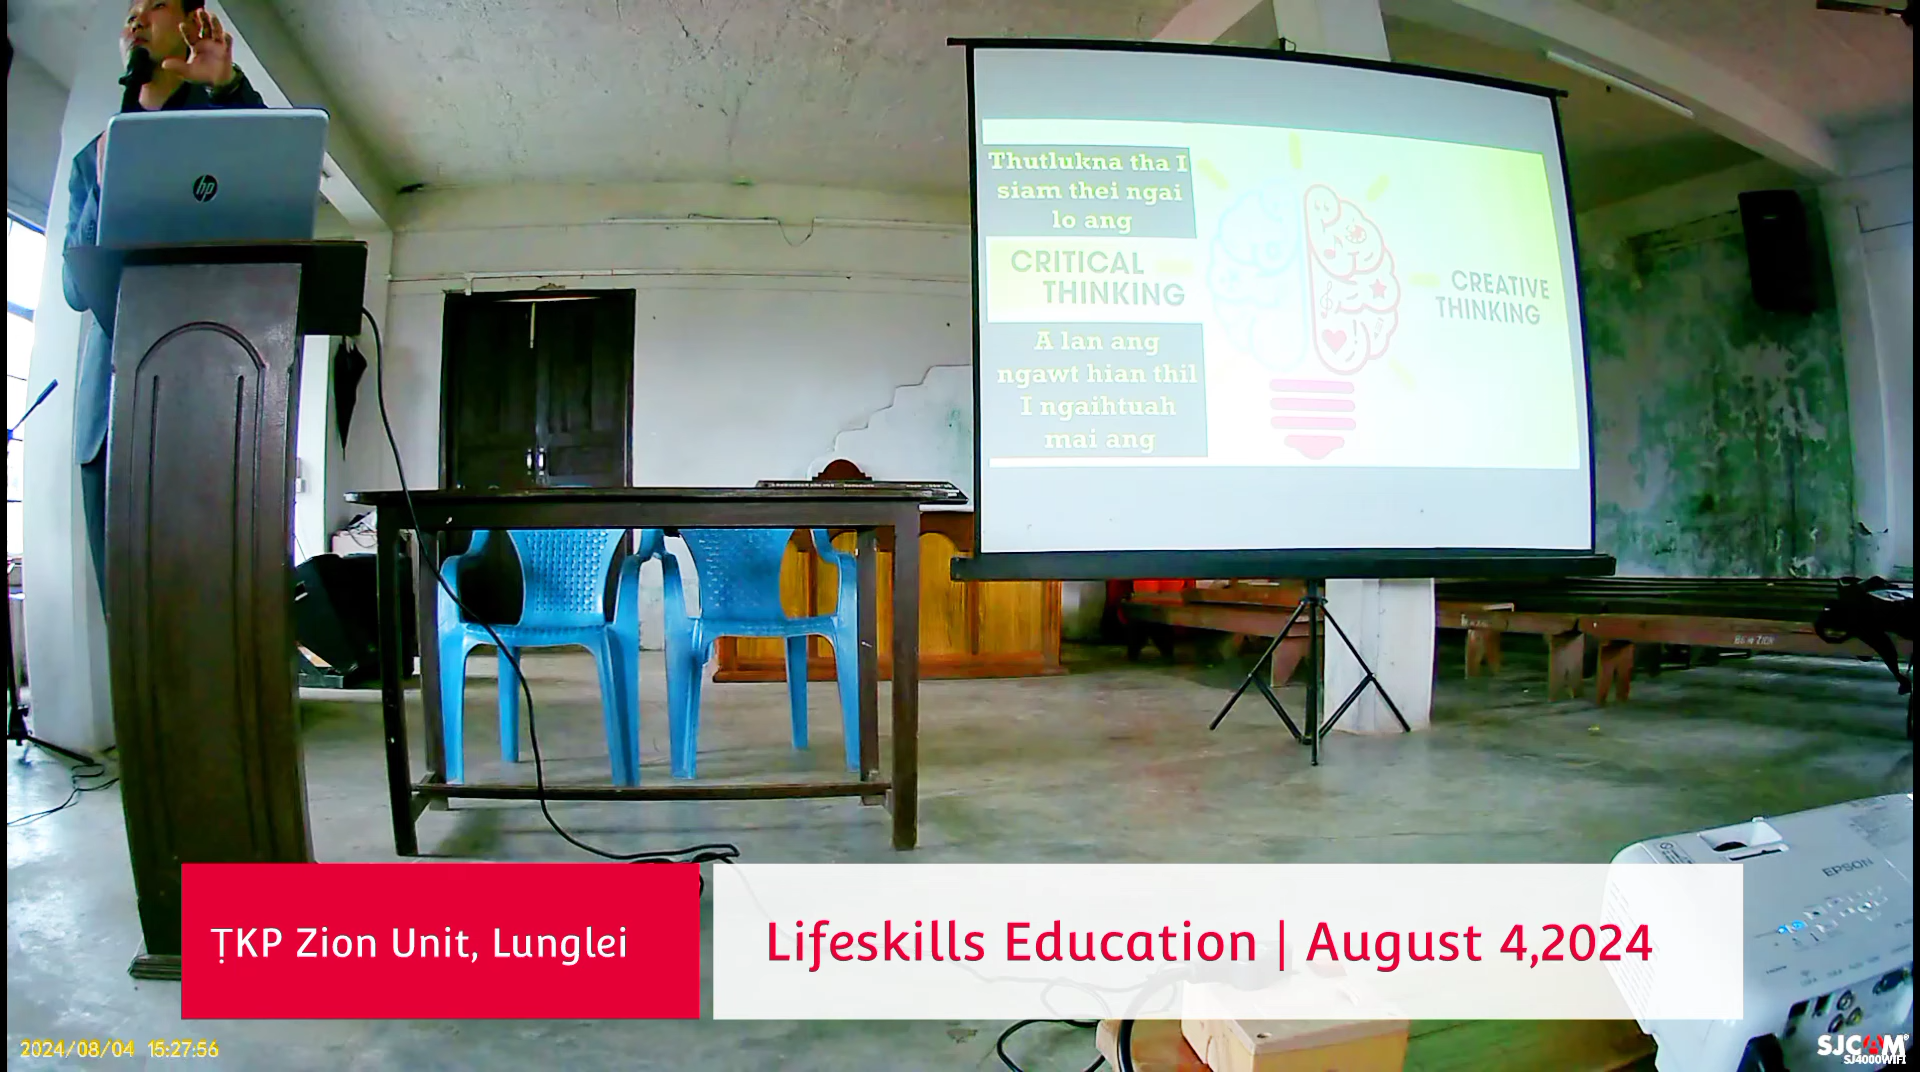 hp
Thutlukna tha I
siam thei ngai
lo ang
CRITICAL
THINKING
A lan ang
ngawt hian thil
I ngaihtuah
mai ang
CREATIVE
THINKING
EPSON
ṬKP Zion Unit, Lunglei
Lifeskills Education | August 4,2024
2024/08/04 15:27:56
SJCAM
SJ4000WIFI